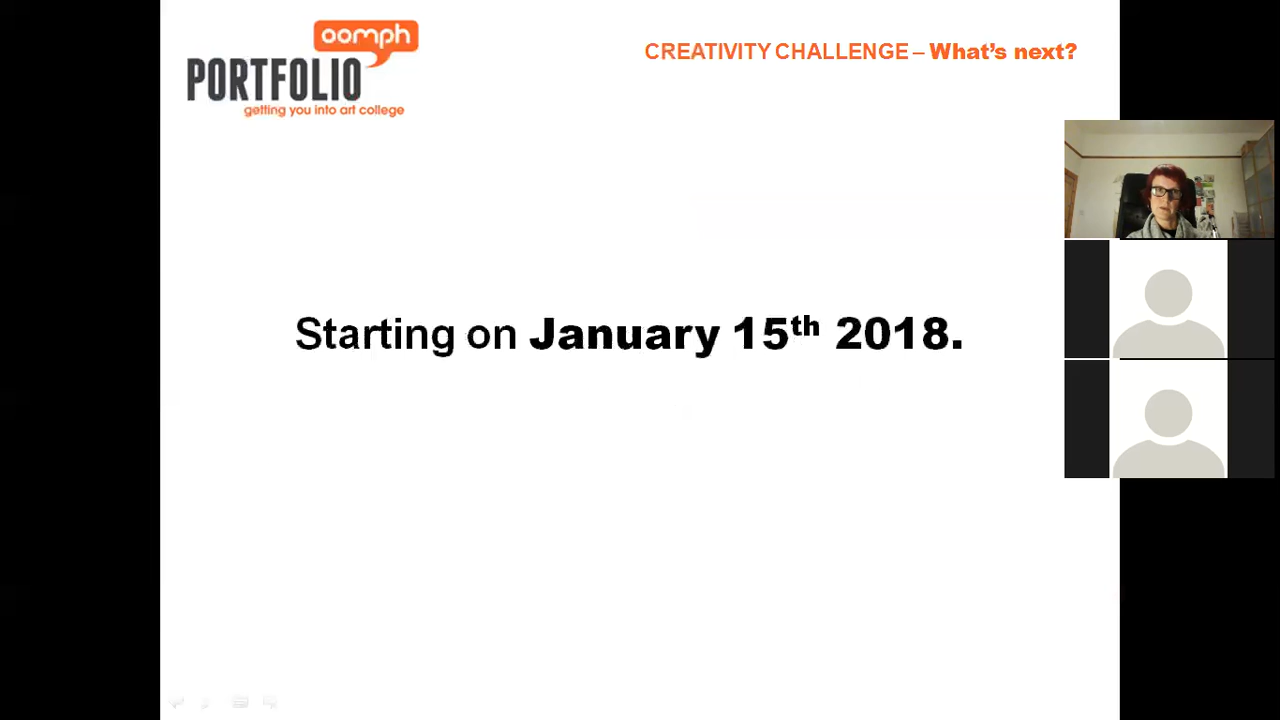 oomph
PORTFOLIO
getting you into art college
CREATIVITY CHALLENGE – What's next?
Starting on January 15th 2018.